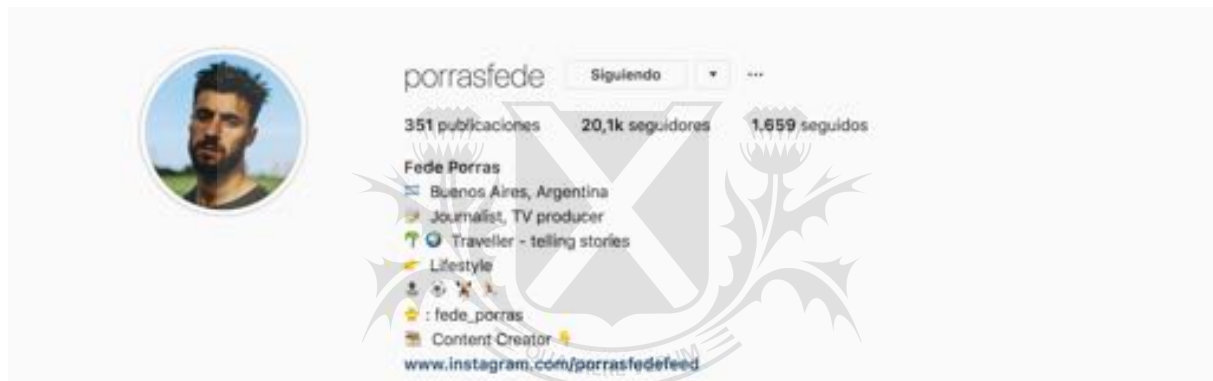 porrasfede Siguiendo ▼ ...
351 publicaciones 20,1k seguidores 1.659 seguidos
Fede Porras
Buenos Aires, Argentina
Journalist, TV producer
🌴 🌎 Traveller - telling stories
👉 Lifestyle
⭐ : fede_porras
Content Creator 👇
www.instagram.com/porrasfedefeed